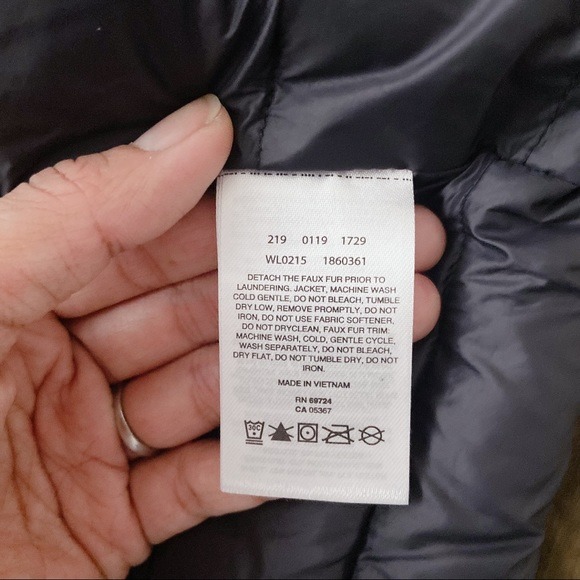 219 0119 1729
WL0215 1860361
DETACH THE FAUX FUR PRIOR TO
LAUNDERING. JACKET, MACHINE WASH
COLD GENTLE, DO NOT BLEACH, TUMBLE
DRY LOW, REMOVE PROMPTLY, DO NOT
IRON, DO NOT USE FABRIC SOFTENER,
DO NOT DRYCLEAN, FAUX FUR TRIM:
MACHINE WASH, COLD, GENTLE CYCLE,
WASH SEPARATELY, DO NOT BLEACH,
DRY FLAT, DO NOT TUMBLE DRY, DO NOT
IRON.
MADE IN VIETNAM
RN 69724
CA 05367
30C